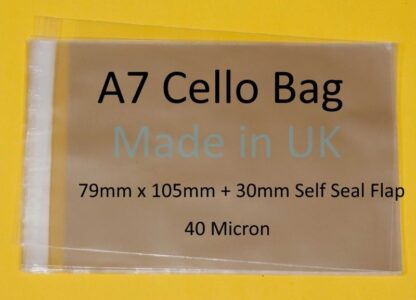 A7 Cello Bag
Made in UK
79mm x 105mm + 30mm Self Seal Flap
40 Micron